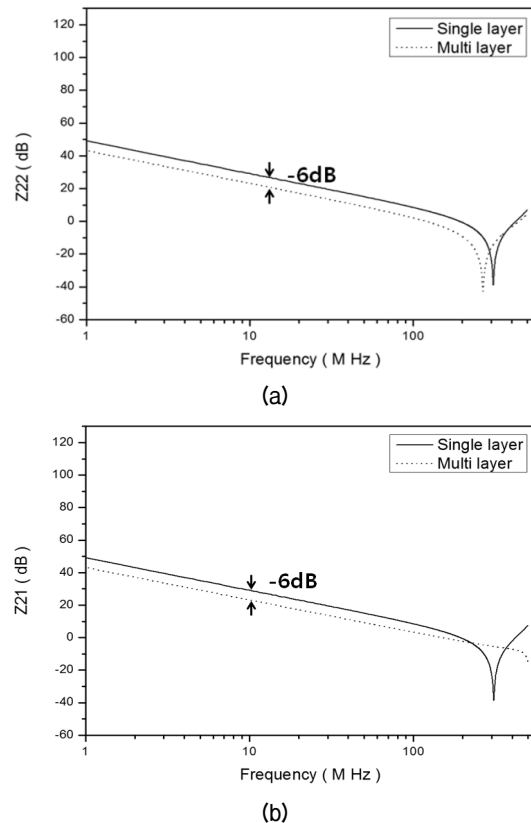 120
100
80
60
40
20
0
-20
-40
-60
Z22 ( dB )
Single layer
Multi layer
-6dB
1
10
100
Frequency ( M Hz )
(a)
120
100
80
60
40
20
0
-20
-40
-60
Z21 ( dB )
Single layer
Multi layer
-6dB
1
10
100
Frequency ( M Hz )
(b)